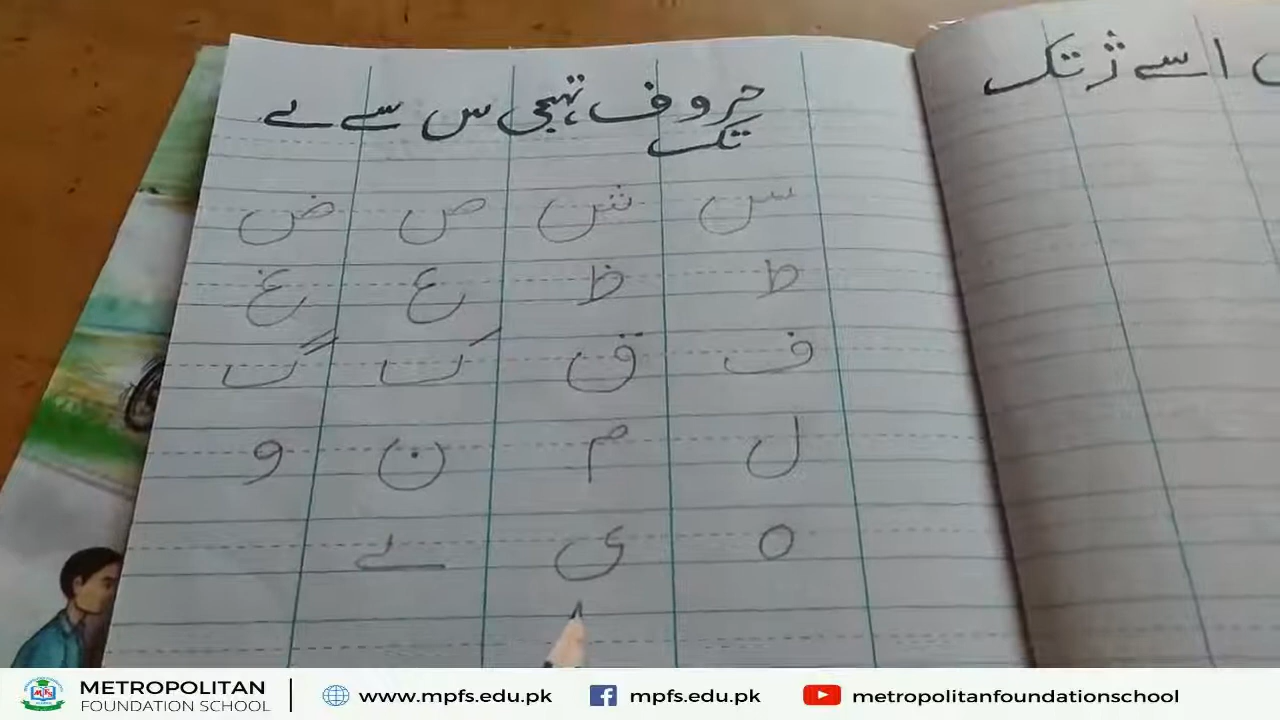 حروف تہجی س سے ے
تک
س ش ص ض
ط ظ ع غ
ف ق ک گ
ل م ن و
ہ ی ے
ا سے ژ تک
METROPOLITAN
FOUNDATION SCHOOL
www.mpfs.edu.pk
mpfs.edu.pk
metropolitanfoundationschool